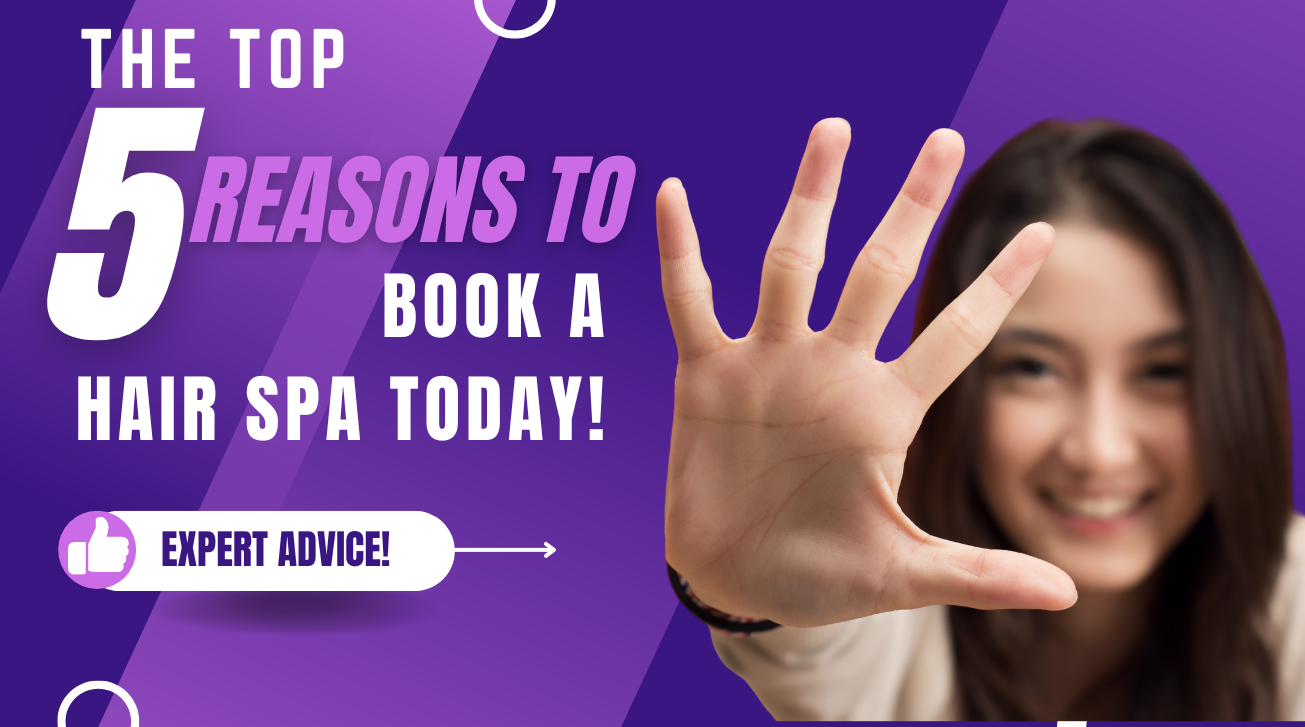 THE TOP
5 REASONS TO
BOOK A
HAIR SPA TODAY!
EXPERT ADVICE!